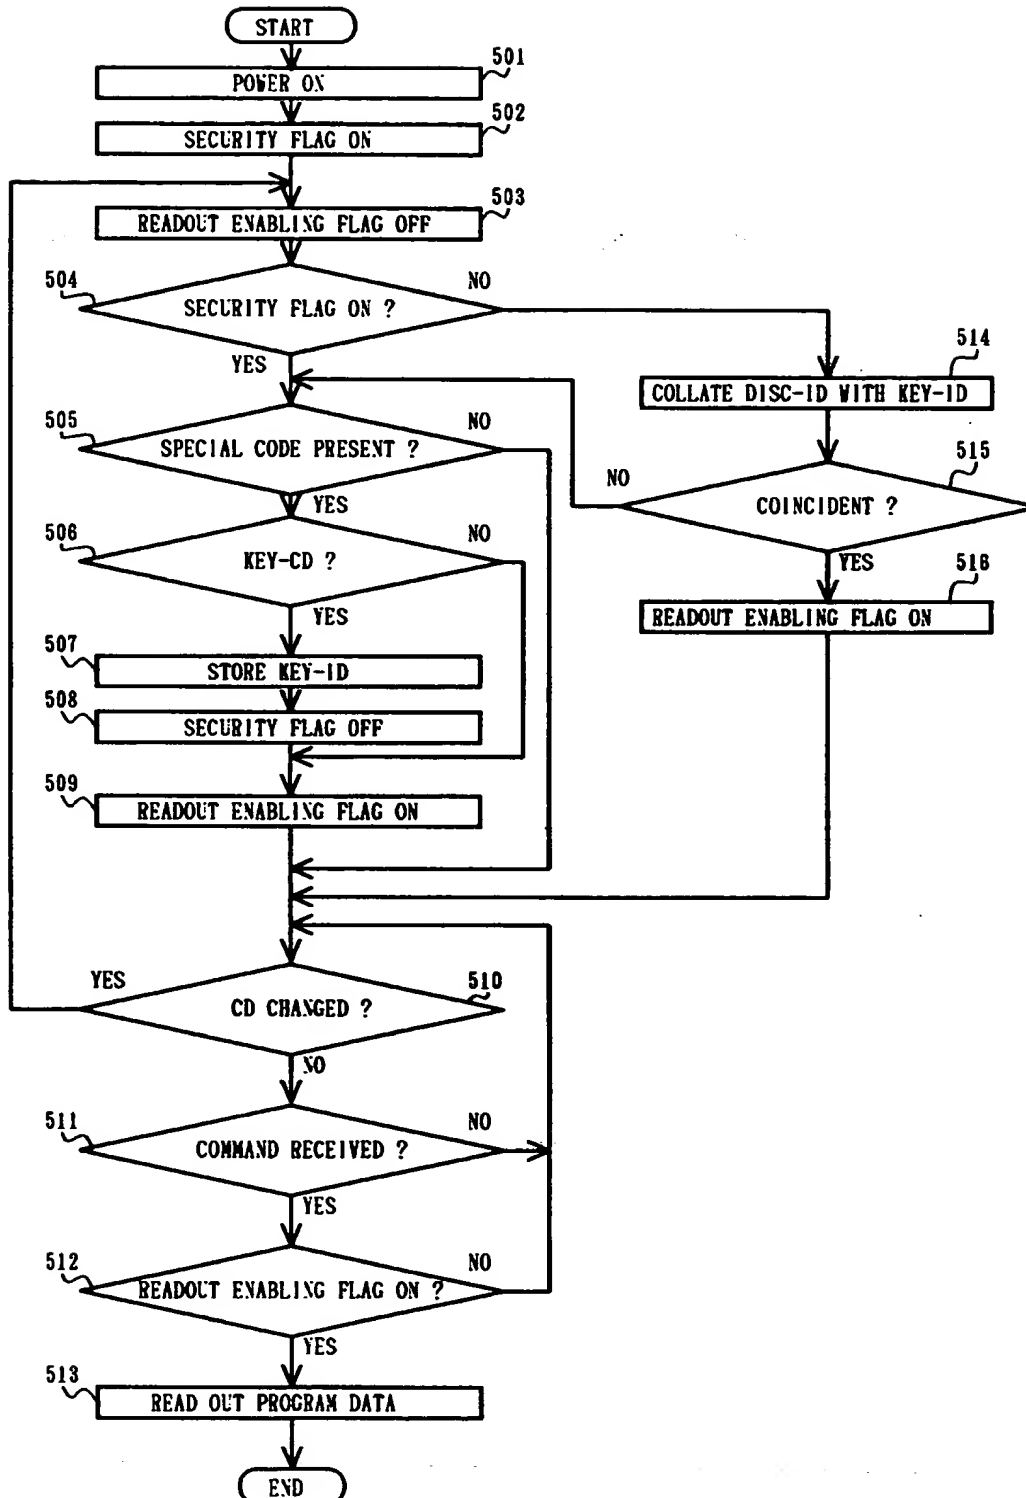 START
501
POWER ON
502
SECURITY FLAG ON
503
READOUT ENABLING FLAG OFF
504
SECURITY FLAG ON ?
NO
YES
514
COLLATE DISC-ID WITH KEY-ID
505
SPECIAL CODE PRESENT ?
NO
YES
515
COINCIDENT ?
NO
YES
506
KEY-CD ?
NO
YES
516
READOUT ENABLING FLAG ON
507
STORE KEY-ID
508
SECURITY FLAG OFF
509
READOUT ENABLING FLAG ON
YES
510
CD CHANGED ?
NO
511
COMMAND RECEIVED ?
NO
YES
512
READOUT ENABLING FLAG ON ?
NO
YES
513
READ OUT PROGRAM DATA
END